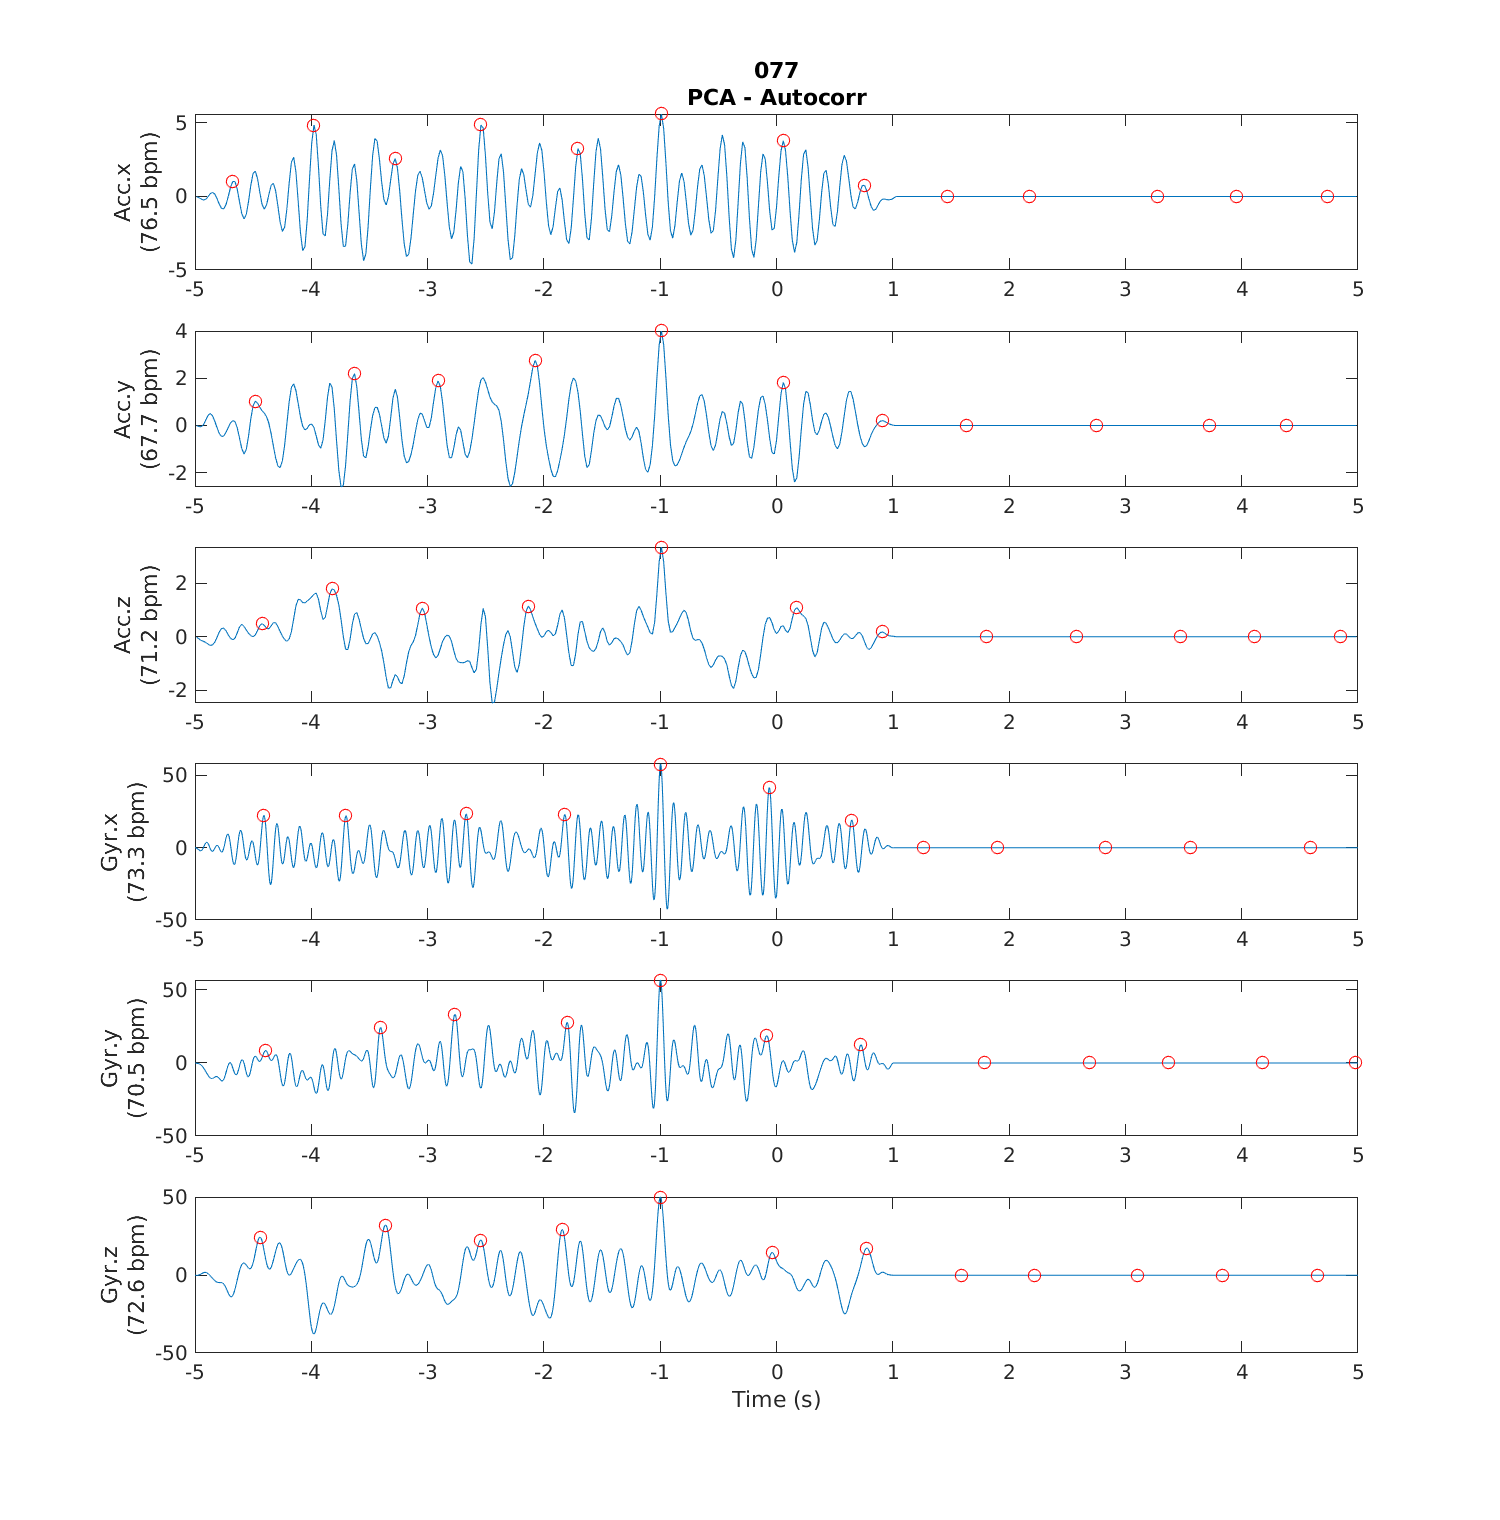 077
PCA - Autocorr
Acc.x
(76.5 bpm)
5
0
-5
-5 -4 -3 -2 -1 0 1 2 3 4 5
Acc.y
(67.7 bpm)
4
2
0
-2
-5 -4 -3 -2 -1 0 1 2 3 4 5
Acc.z
(71.2 bpm)
2
0
-2
-5 -4 -3 -2 -1 0 1 2 3 4 5
Gyr.x
(73.3 bpm)
50
0
-50
-5 -4 -3 -2 -1 0 1 2 3 4 5
Gyr.y
(70.5 bpm)
50
0
-50
-5 -4 -3 -2 -1 0 1 2 3 4 5
Gyr.z
(72.6 bpm)
50
0
-50
-5 -4 -3 -2 -1 0 1 2 3 4 5
Time (s)